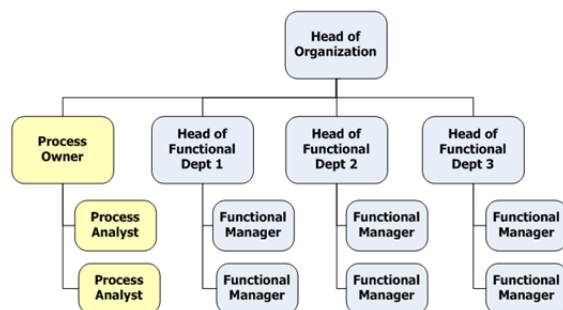 Head of
Organization
Process
Owner
Head of
Functional
Dept 1
Head of
Functional
Dept 2
Head of
Functional
Dept 3
Process
Analyst
Functional
Manager
Functional
Manager
Functional
Manager
Process
Analyst
Functional
Manager
Functional
Manager
Functional
Manager